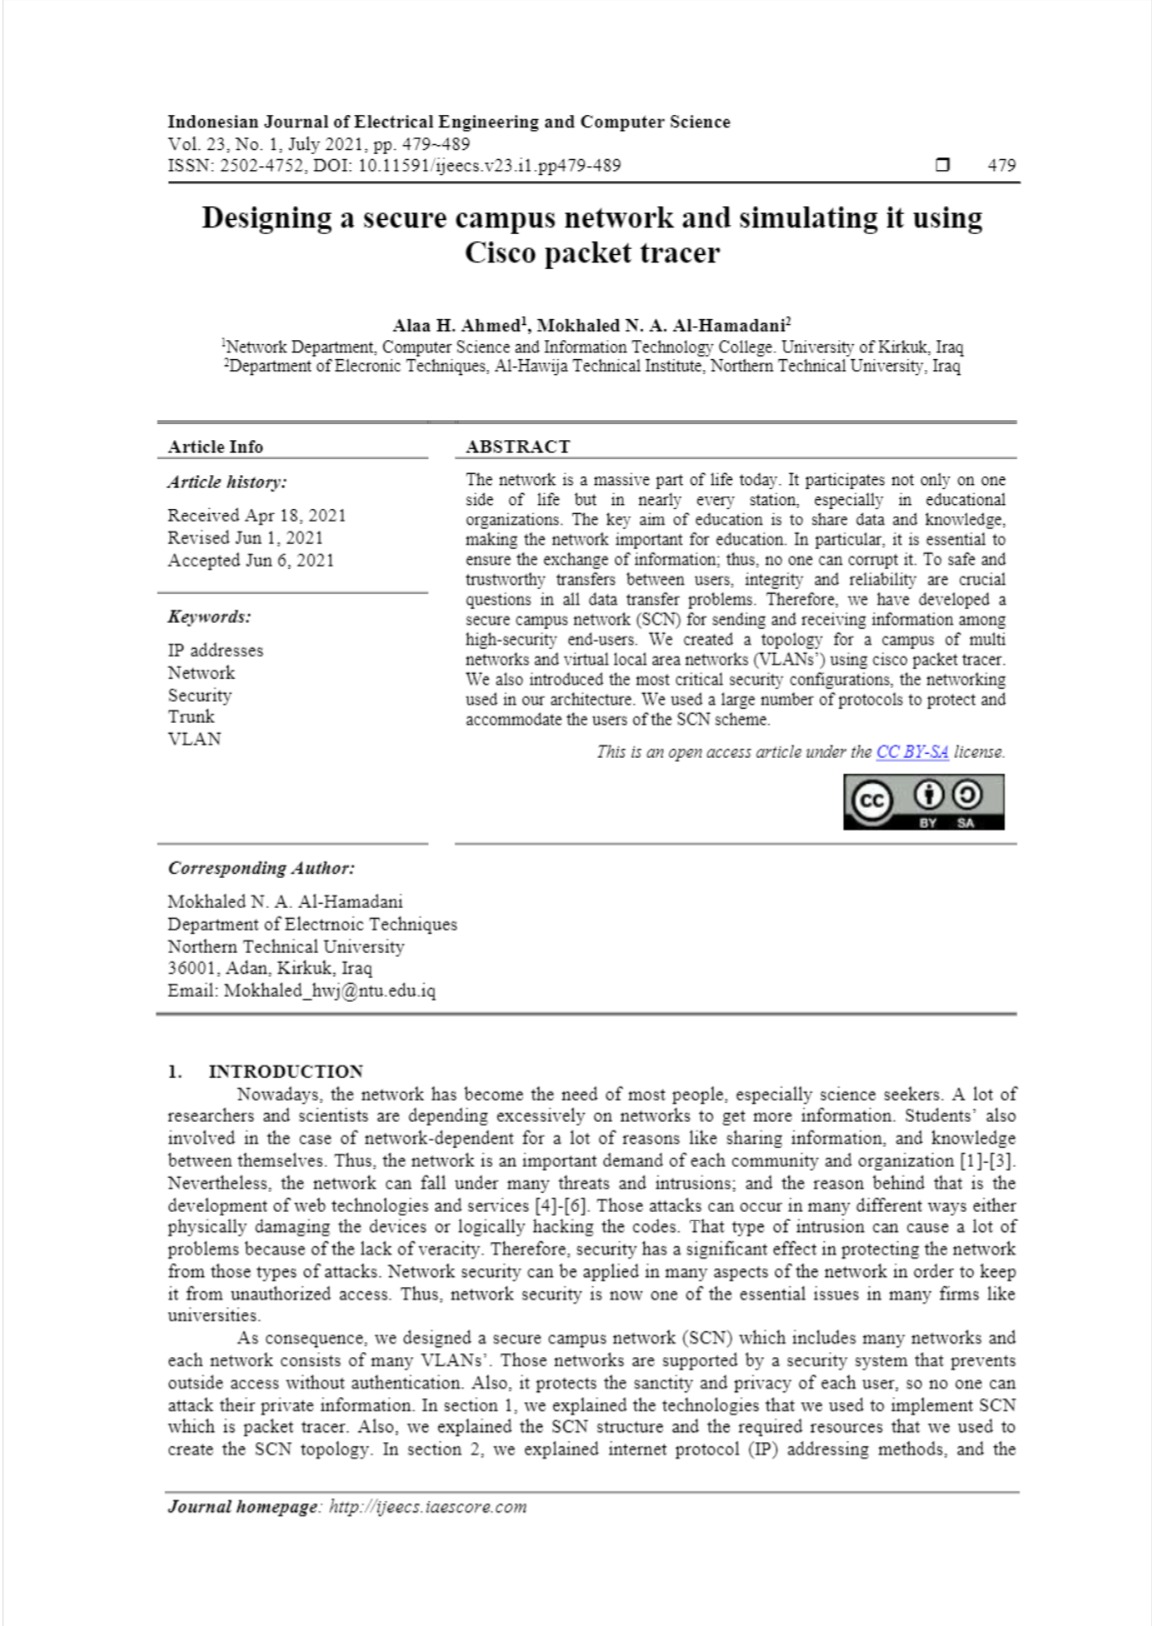 Indonesian Journal of Electrical Engineering and Computer Science
Vol. 23, No. 1, July 2021, pp. 479~489
ISSN: 2502-4752, DOI: 10.11591/ijeecs.v23.i1.pp479-489 ❒ 479
Designing a secure campus network and simulating it using
Cisco packet tracer
Alaa H. Ahmed1, Mokhaled N. A. Al-Hamadani2
1Network Department, Computer Science and Information Technology College. University of Kirkuk, Iraq
2Department of Elecronic Techniques, Al-Hawija Technical Institute, Northern Technical University, Iraq
Article Info
Article history:
Received Apr 18, 2021
Revised Jun 1, 2021
Accepted Jun 6, 2021
Keywords:
IP addresses
Network
Security
Trunk
VLAN
ABSTRACT
The network is a massive part of life today. It participates not only on one
side of life but in nearly every station, especially in educational
organizations. The key aim of education is to share data and knowledge,
making the network important for education. In particular, it is essential to
ensure the exchange of information; thus, no one can corrupt it. To safe and
trustworthy transfers between users, integrity and reliability are crucial
questions in all data transfer problems. Therefore, we have developed a
secure campus network (SCN) for sending and receiving information among
high-security end-users. We created a topology for a campus of multi
networks and virtual local area networks (VLANs’) using cisco packet tracer.
We also introduced the most critical security configurations, the networking
used in our architecture. We used a large number of protocols to protect and
accommodate the users of the SCN scheme.
This is an open access article under the CC BY-SA license.
cc BY SA
Corresponding Author:
Mokhaled N. A. Al-Hamadani
Department of Electrnoic Techniques
Northern Technical University
36001, Adan, Kirkuk, Iraq
Email: Mokhaled_hwj@ntu.edu.iq
1. INTRODUCTION
Nowadays, the network has become the need of most people, especially science seekers. A lot of
researchers and scientists are depending excessively on networks to get more information. Students’ also
involved in the case of network-dependent for a lot of reasons like sharing information, and knowledge
between themselves. Thus, the network is an important demand of each community and organization [1]-[3].
Nevertheless, the network can fall under many threats and intrusions; and the reason behind that is the
development of web technologies and services [4]-[6]. Those attacks can occur in many different ways either
physically damaging the devices or logically hacking the codes. That type of intrusion can cause a lot of
problems because of the lack of veracity. Therefore, security has a significant effect in protecting the network
from those types of attacks. Network security can be applied in many aspects of the network in order to keep
it from unauthorized access. Thus, network security is now one of the essential issues in many firms like
universities.
As consequence, we designed a secure campus network (SCN) which includes many networks and
each network consists of many VLANs’. Those networks are supported by a security system that prevents
outside access without authentication. Also, it protects the sanctity and privacy of each user, so no one can
attack their private information. In section 1, we explained the technologies that we used to implement SCN
which is packet tracer. Also, we explained the SCN structure and the required resources that we used to
create the SCN topology. In section 2, we explained internet protocol (IP) addressing methods, and the
Journal homepage: http://ijeecs.iaescore.com